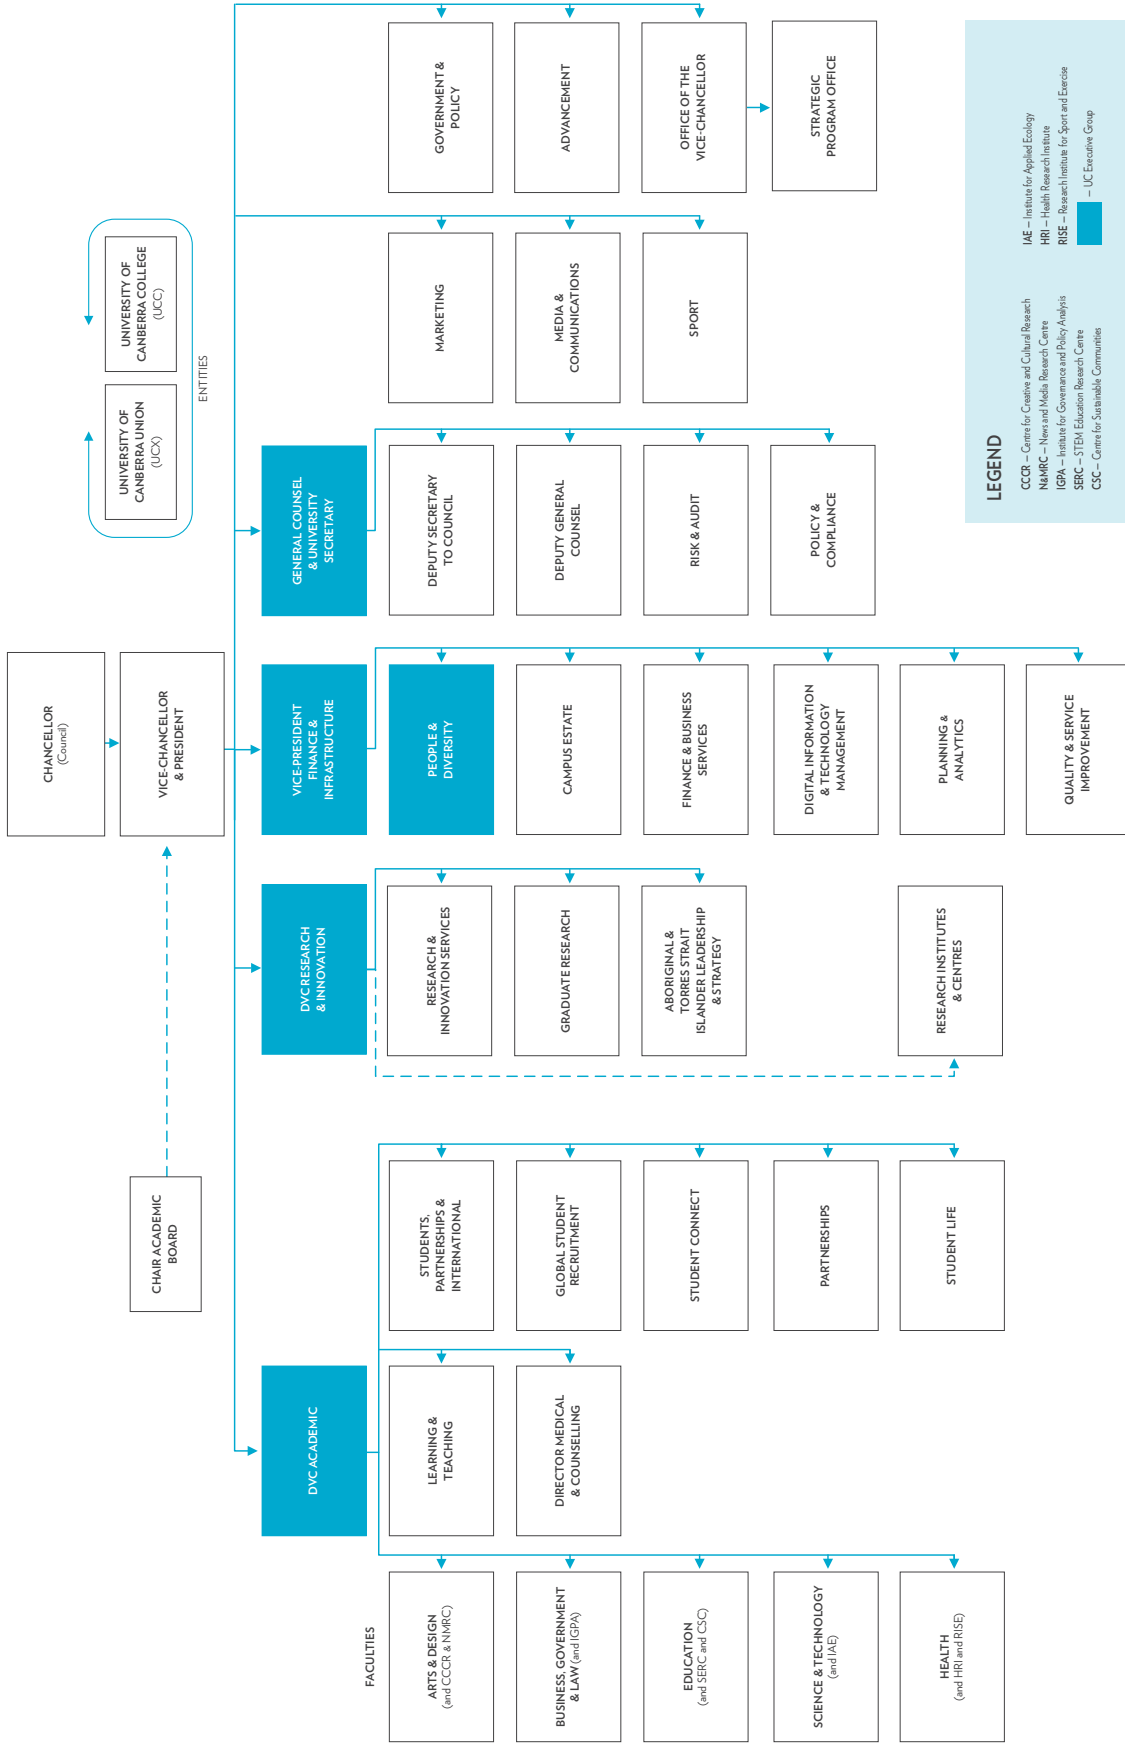 CHANCELLOR
(Council)
VICE-CHANCELLOR
& PRESIDENT
CHAIR ACADEMIC
BOARD
UNIVERSITY OF
CANBERRA UNION
(UCX)
UNIVERSITY OF
CANBERRA COLLEGE
(UCC)
ENTITIES
DVC ACADEMIC
DVC RESEARCH
& INNOVATION
VICE-PRESIDENT
FINANCE &
INFRASTRUCTURE
GENERAL COUNSEL
& UNIVERSITY
SECRETARY
FACULTIES
ARTS & DESIGN
(and CCCR & NMRC)
BUSINESS, GOVERNMENT
& LAW (and IGPA)
EDUCATION
(and SERC and CSC)
SCIENCE & TECHNOLOGY
(and IAE)
HEALTH
(and HRI and RISE)
LEARNING &
TEACHING
DIRECTOR MEDICAL
& COUNSELLING
STUDENTS,
PARTNERSHIPS &
INTERNATIONAL
GLOBAL STUDENT
RECRUITMENT
STUDENT CONNECT
PARTNERSHIPS
STUDENT LIFE
RESEARCH &
INNOVATION SERVICES
GRADUATE RESEARCH
ABORIGINAL &
TORRES STRAIT
ISLANDER LEADERSHIP
& STRATEGY
RESEARCH INSTITUTES
& CENTRES
PEOPLE &
DIVERSITY
CAMPUS ESTATE
FINANCE & BUSINESS
SERVICES
DIGITAL INFORMATION
& TECHNOLOGY
MANAGEMENT
PLANNING &
ANALYTICS
QUALITY & SERVICE
IMPROVEMENT
DEPUTY SECRETARY
TO COUNCIL
DEPUTY GENERAL
COUNSEL
RISK & AUDIT
POLICY &
COMPLIANCE
MARKETING
MEDIA &
COMMUNICATIONS
SPORT
GOVERNMENT &
POLICY
ADVANCEMENT
OFFICE OF THE
VICE-CHANCELLOR
STRATEGIC
PROGRAM OFFICE
LEGEND
CCCR – Centre for Creative and Cultural Research
N&MRC – News and Media Research Centre
IGPA – Institute for Governance and Policy Analysis
SERC – STEM Education Research Centre
CSC – Centre for Sustainable Communities
IAE – Institute for Applied Ecology
HRI – Health Research Institute
RISE – Research Institute for Sport and Exercise
– UC Executive Group